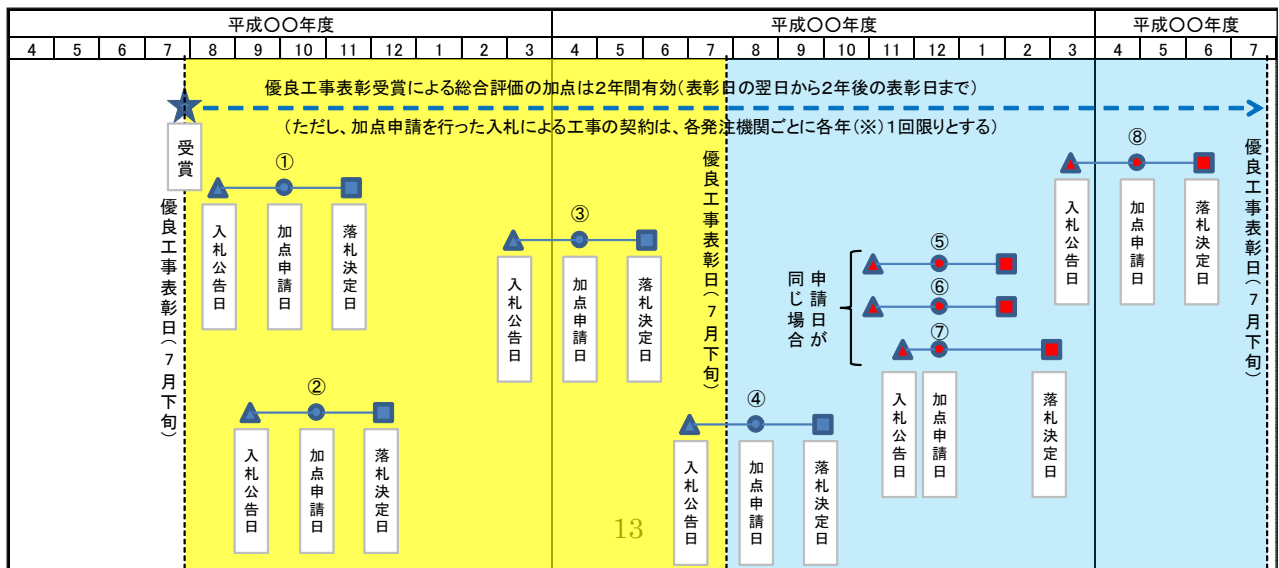 平成〇〇年度
平成〇〇年度
平成〇〇年度
4 5 6 7 8 9 10 11 12 1 2 3 4 5 6 7 8 9 10 11 12 1 2 3 4 5 6 7
優良工事表彰受賞による総合評価の加点は2年間有効(表彰日の翌日から2年後の表彰日まで)
(ただし、加点申請を行った入札による工事の契約は、各発注機関ごとに各年(※)1回限りとする)
受賞
優良工事表彰日(7月下旬)
①
入札公告日
加点申請日
落札決定日
②
入札公告日
加点申請日
落札決定日
③
入札公告日
加点申請日
落札決定日
優良工事表彰日(7月下旬)
④
入札公告日
加点申請日
落札決定日
申請日が
同じ場合
⑤
⑥
⑦
入札公告日
加点申請日
落札決定日
⑧
入札公告日
加点申請日
落札決定日
優良工事表彰日(7月下旬)
13